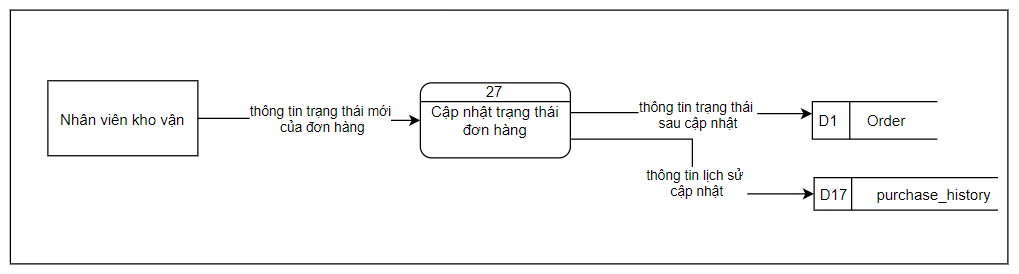 Nhân viên kho vận
thông tin trạng thái mới
của đơn hàng
27
Cập nhật trạng thái
đơn hàng
thông tin trạng thái
sau cập nhật
D1
Order
thông tin lịch sử
cập nhật
D17
purchase_history